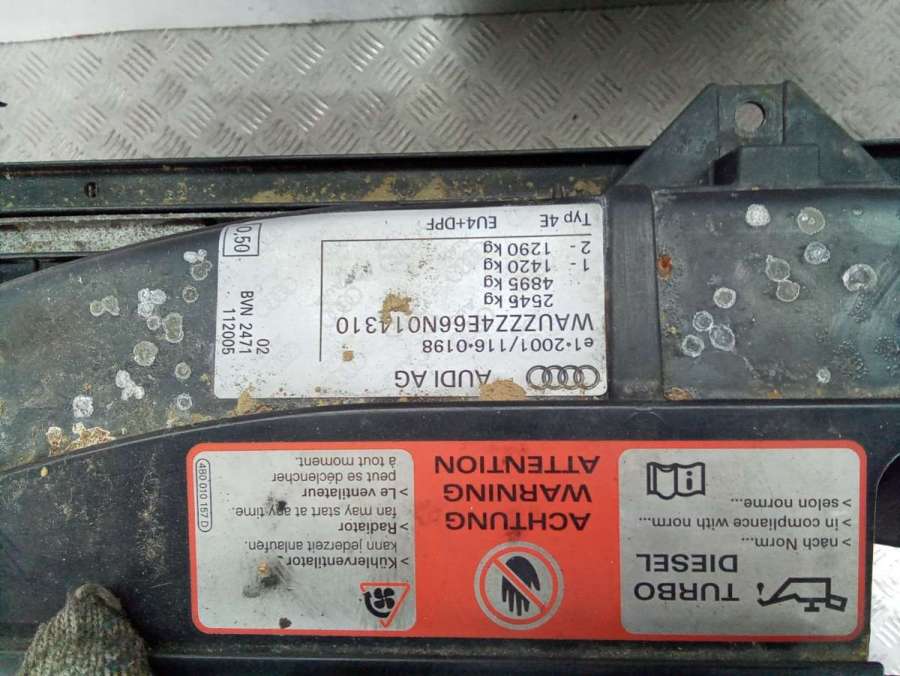 AUDI AG
e1*2001/116*0198
WAUZZZ4E66N014310
2546 kg
4895 kg
1 - 1420 kg
2 - 1290 kg
Typ 4E EU4+DPF
02
BVN 2471
112005
0.50
TURBO
DIESEL
> nach Norm...
> in compliance with norm...
> selon norme...
ACHTUNG
WARNING
ATTENTION
> Kühlerventilator
kann jederzeit anlaufen.
> Radiator
fan may start at any time.
> Le ventilateur
peut se déclencher
à tout moment.
4B0 010 157 D